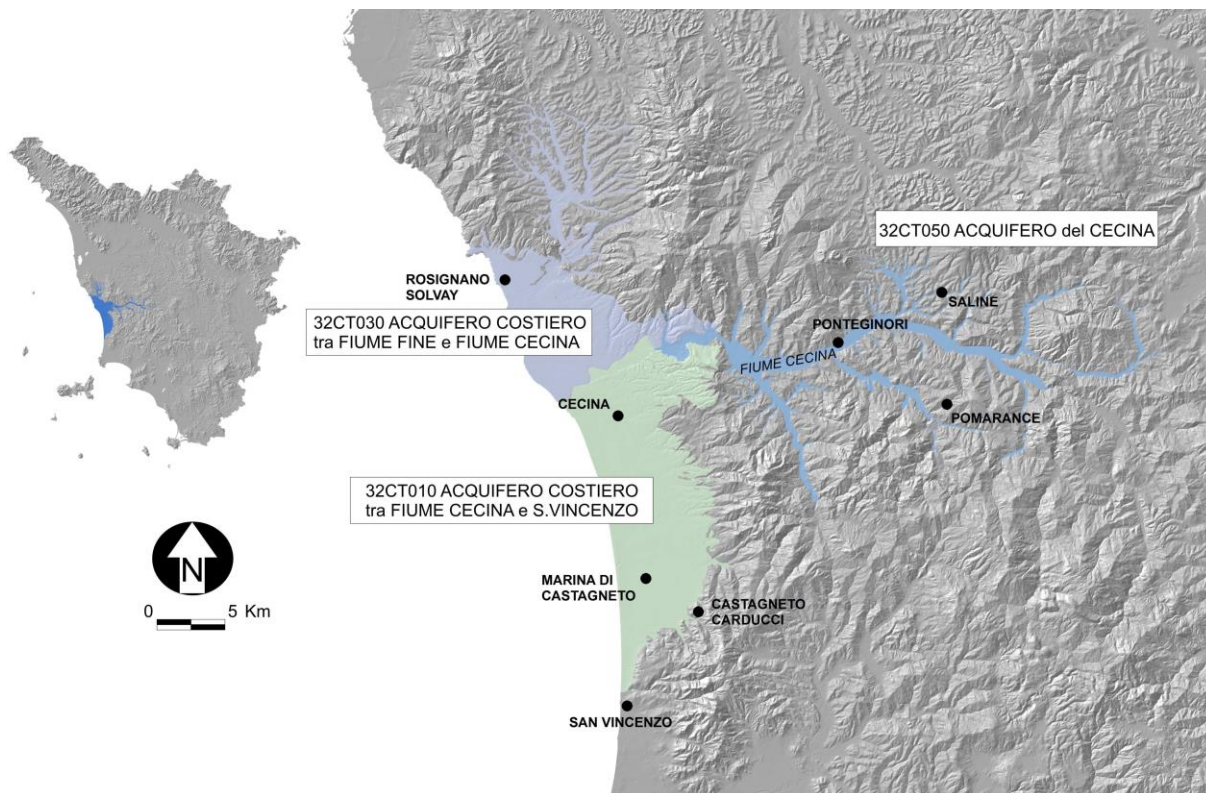 32CT050 ACQUIFERO del CECINA
ROSIGNANO
SOLVAY
SALINE
32CT030 ACQUIFERO COSTIERO
tra FIUME FINE e FIUME CECINA
PONTEGINORI
FIUME CECINA
CECINA
POMARANCE
32CT010 ACQUIFERO COSTIERO
tra FIUME CECINA e S.VINCENZO
N
0 5 Km
MARINA DI
CASTAGNETO
CASTAGNETO
CARDUCCI
SAN VINCENZO